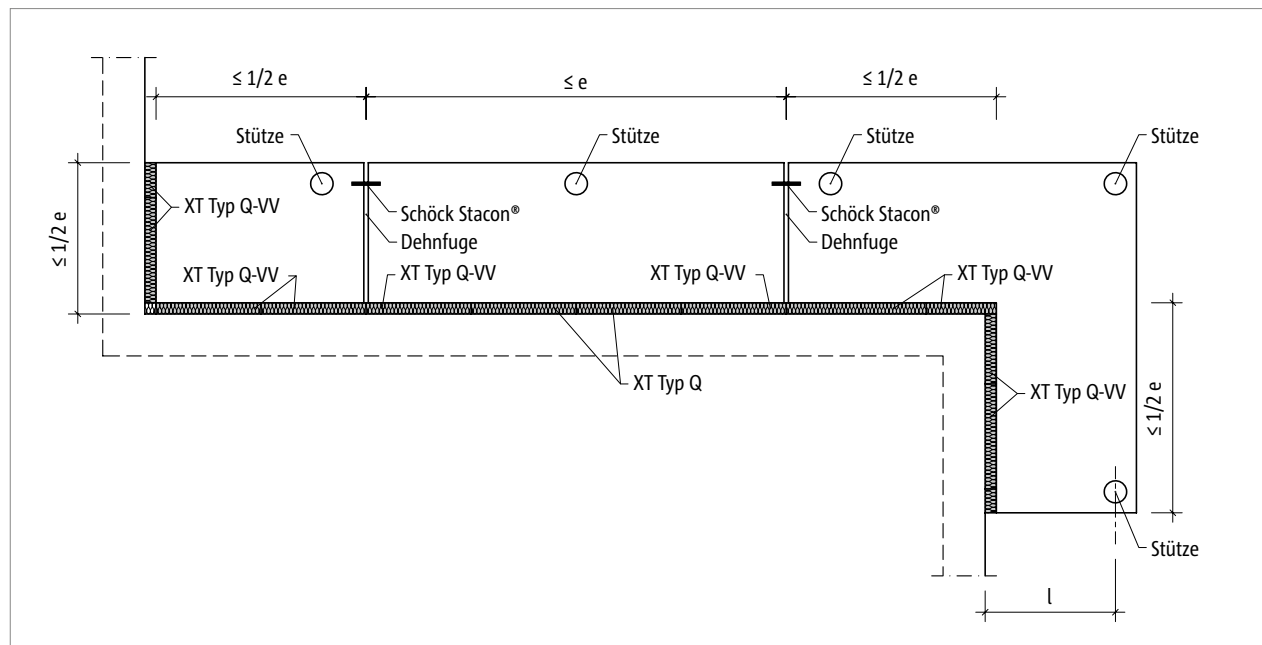 ≤ 1/2 e
≤ e
≤ 1/2 e
Stütze
Stütze
Stütze
Stütze
XT Typ Q-VV
Schöck Stacon®
Schöck Stacon®
≤ 1/2 e
Dehnfuge
Dehnfuge
XT Typ Q-VV
XT Typ Q-VV
XT Typ Q-VV
XT Typ Q-VV
XT Typ Q
XT Typ Q-VV
≤ 1/2 e
Stütze
l